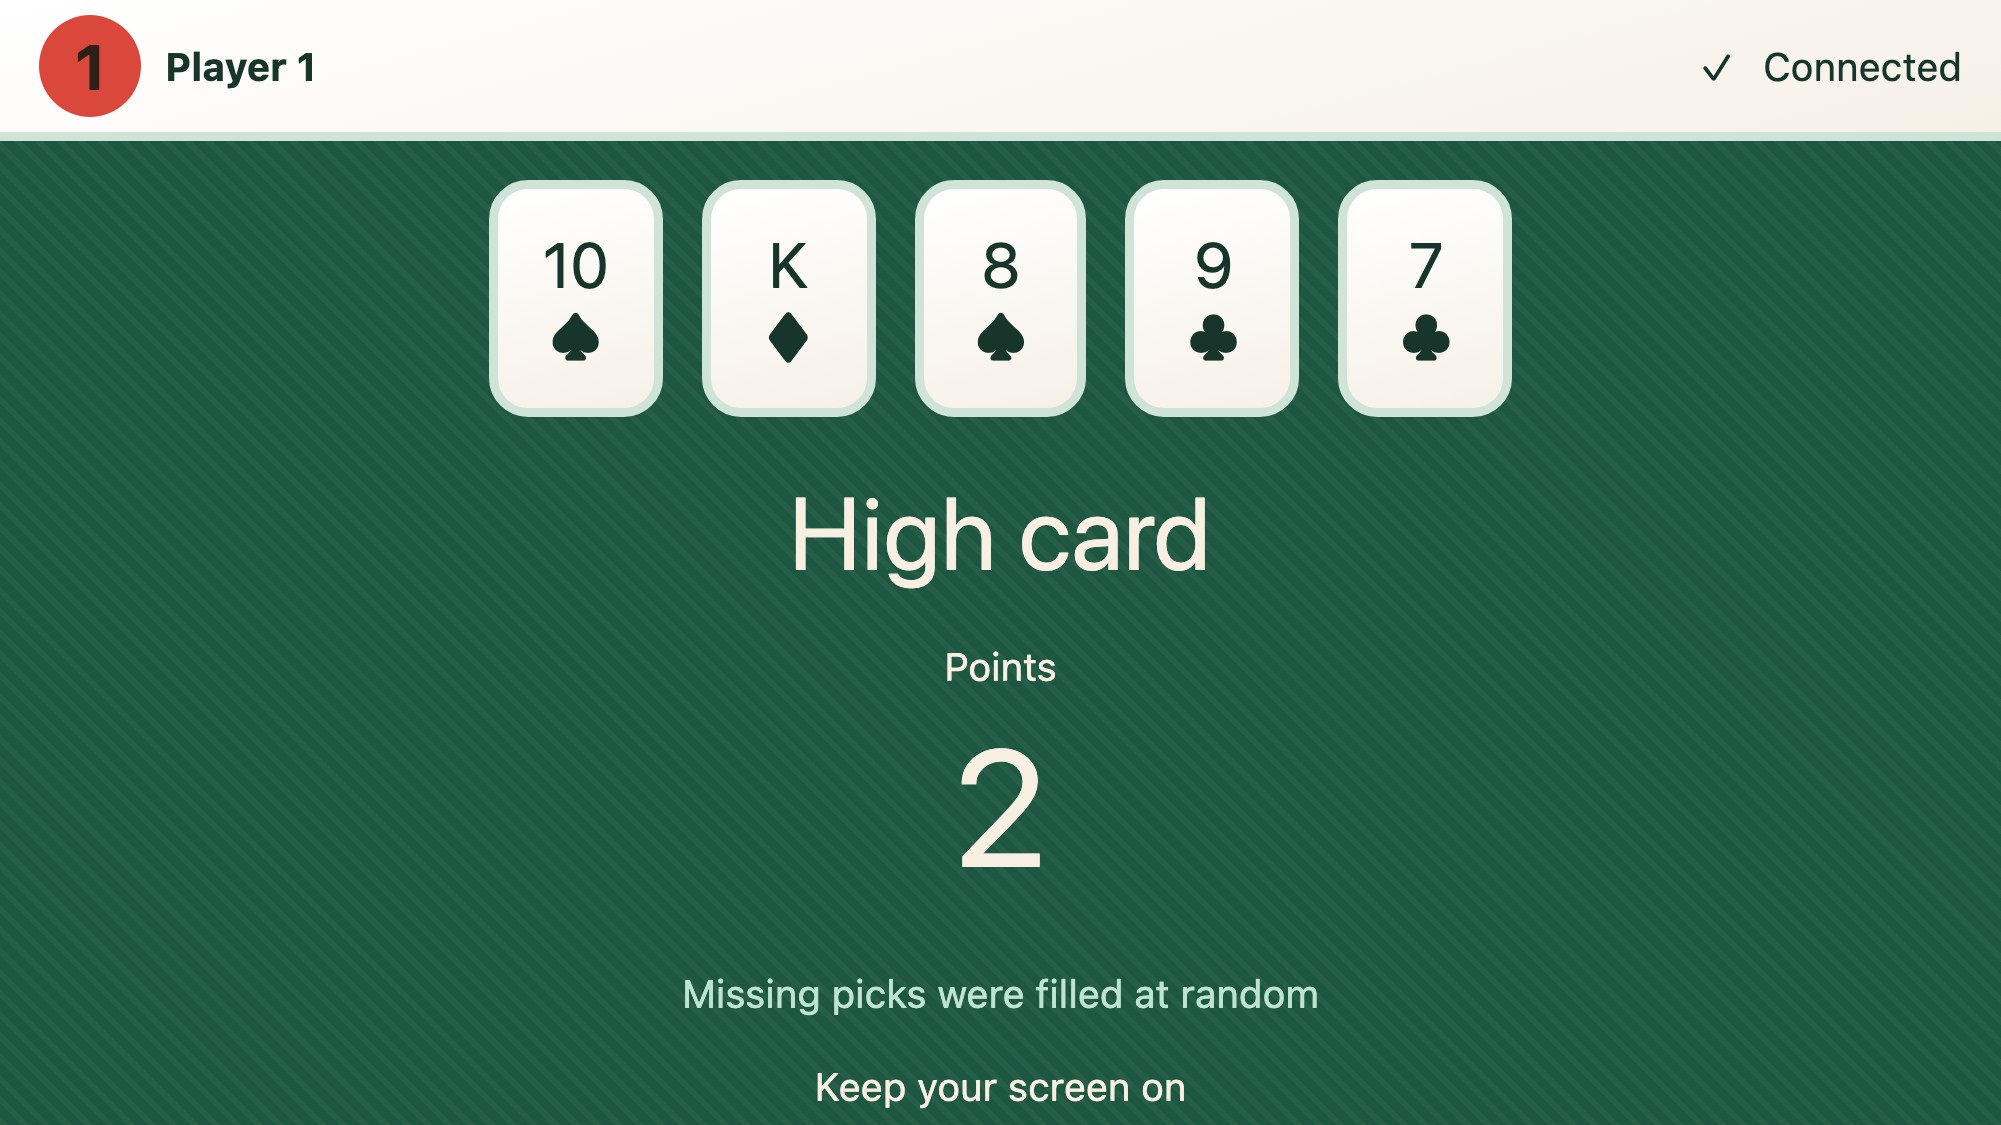 1 Player 1 ✓ Connected
10 K 8 9 7
♠ ♦ ♠ ♣ ♣
High card
Points
2
Missing picks were filled at random
Keep your screen on